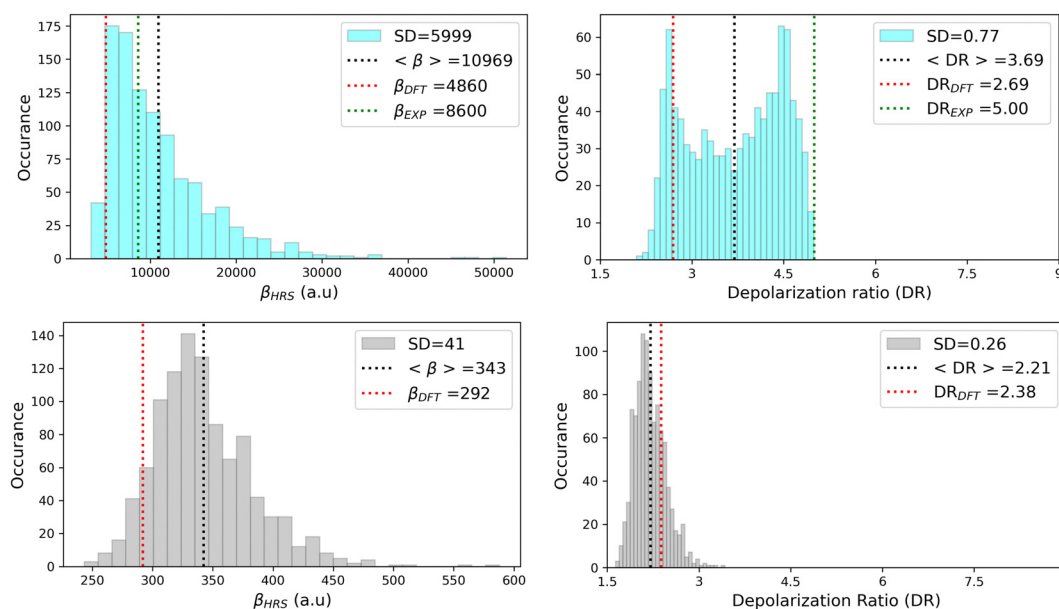 175
150
125
100
75
50
25
0
Occurance
10000 20000 30000 40000 50000
β_HRS (a.u)
SD=5999
< β > =10969
β_DFT =4860
β_EXP =8600
60
50
40
30
20
10
0
Occurance
1.5 3 4.5 6 7.5 9
Depolarization ratio (DR)
SD=0.77
< DR > =3.69
DR_DFT =2.69
DR_EXP =5.00
140
120
100
80
60
40
20
0
Occurance
250 300 350 400 450 500 550 600
β_HRS (a.u)
SD=41
< β > =343
β_DFT =292
100
80
60
40
20
0
Occurance
1.5 3 4.5 6 7.5
Depolarization Ratio (DR)
SD=0.26
< DR > =2.21
DR_DFT =2.38